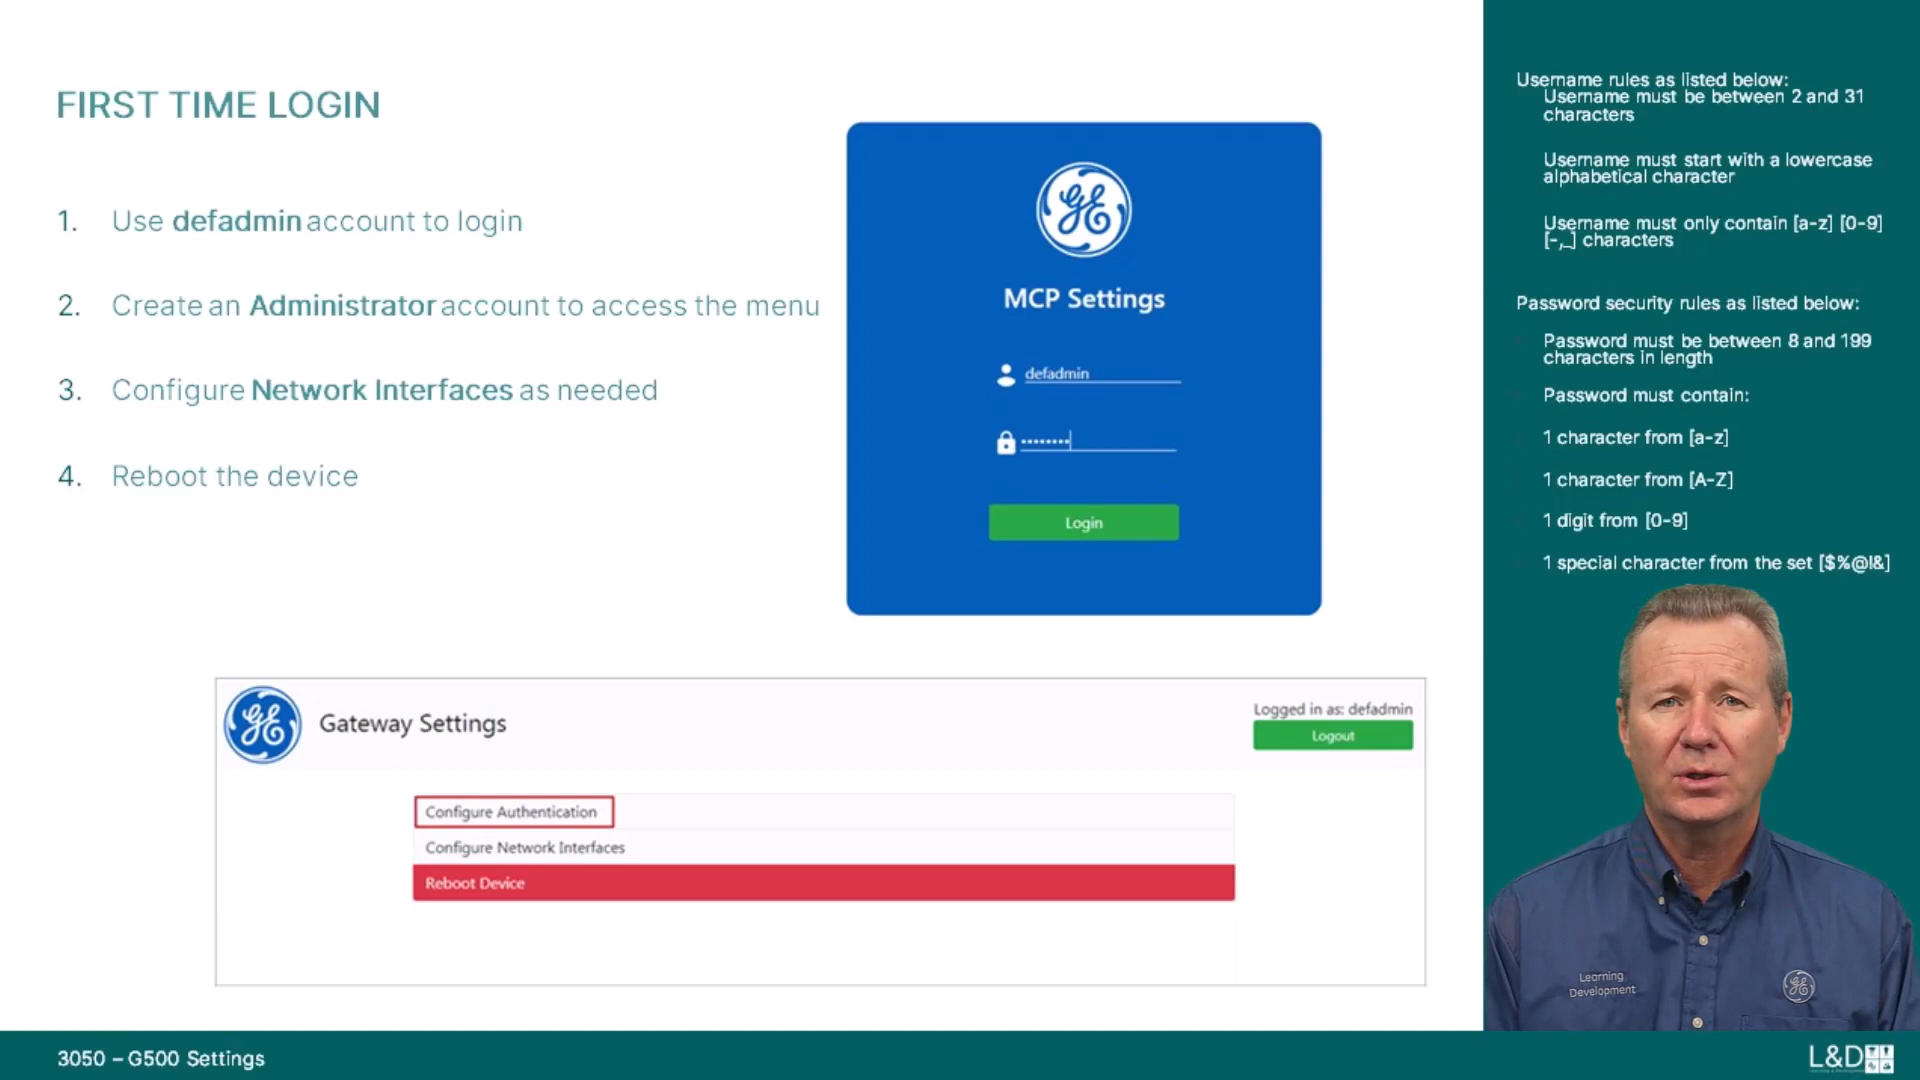 FIRST TIME LOGIN
1. Use defadmin account to login
2. Create an Administrator account to access the menu
3. Configure Network Interfaces as needed
4. Reboot the device
MCP Settings
defadmin
Login
Gateway Settings
Logged in as: defadmin
Logout
Configure Authentication
Configure Network Interfaces
Reboot Device
Username rules as listed below:
Username must be between 2 and 31
characters
Username must start with a lowercase
alphabetical character
Username must only contain [a-z] [0-9]
[-,_] characters
Password security rules as listed below:
Password must be between 8 and 199
characters in length
Password must contain:
1 character from [a-z]
1 character from [A-Z]
1 digit from [0-9]
1 special character from the set [$%@!&]
Learning
Development
3050 – G500 Settings
L&D